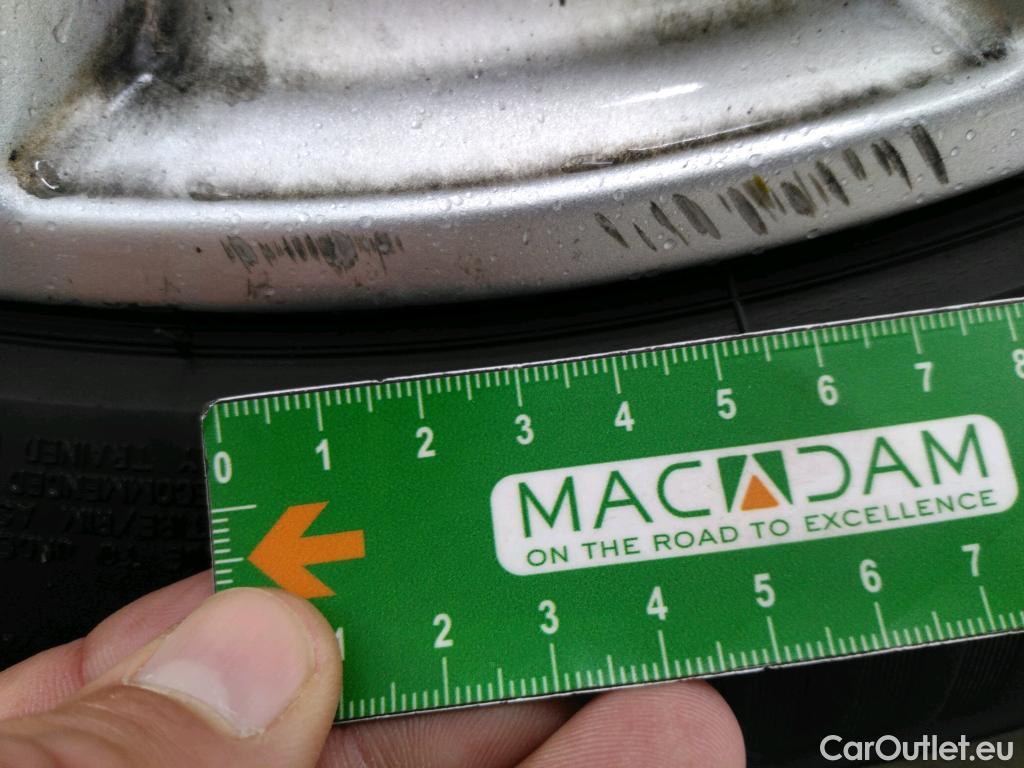 0 1 2 3 4 5 6 7 8
MACADAM
ON THE ROAD TO EXCELLENCE
1 2 3 4 5 6 7
TRAINED
CarOutlet.eu